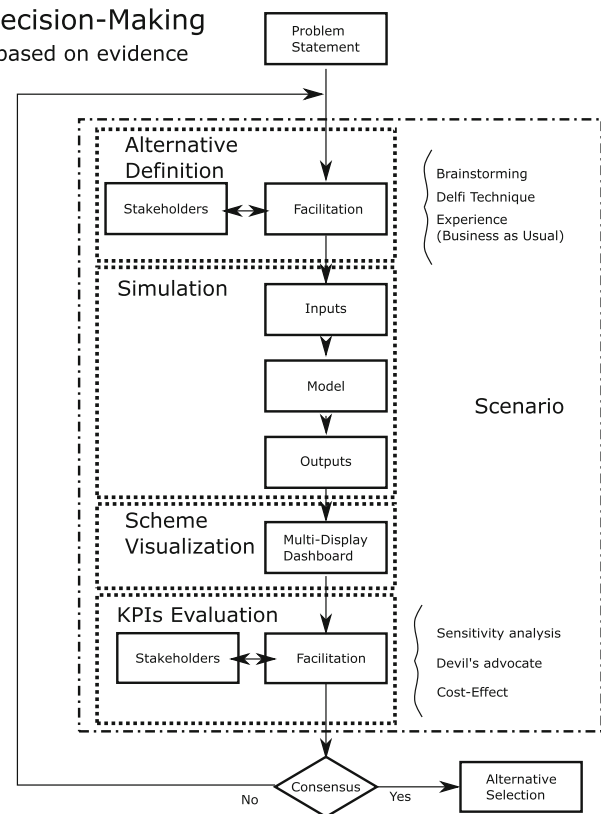 ecision-Making
based on evidence
Problem
Statement
Alternative
Definition
Stakeholders
Facilitation
Brainstorming
Delfi Technique
Experience
(Business as Usual)
Simulation
Inputs
Model
Outputs
Scenario
Scheme
Visualization
Multi-Display
Dashboard
KPIs Evaluation
Stakeholders
Facilitation
Sensitivity analysis
Devil's advocate
Cost-Effect
Consensus
No
Yes
Alternative
Selection